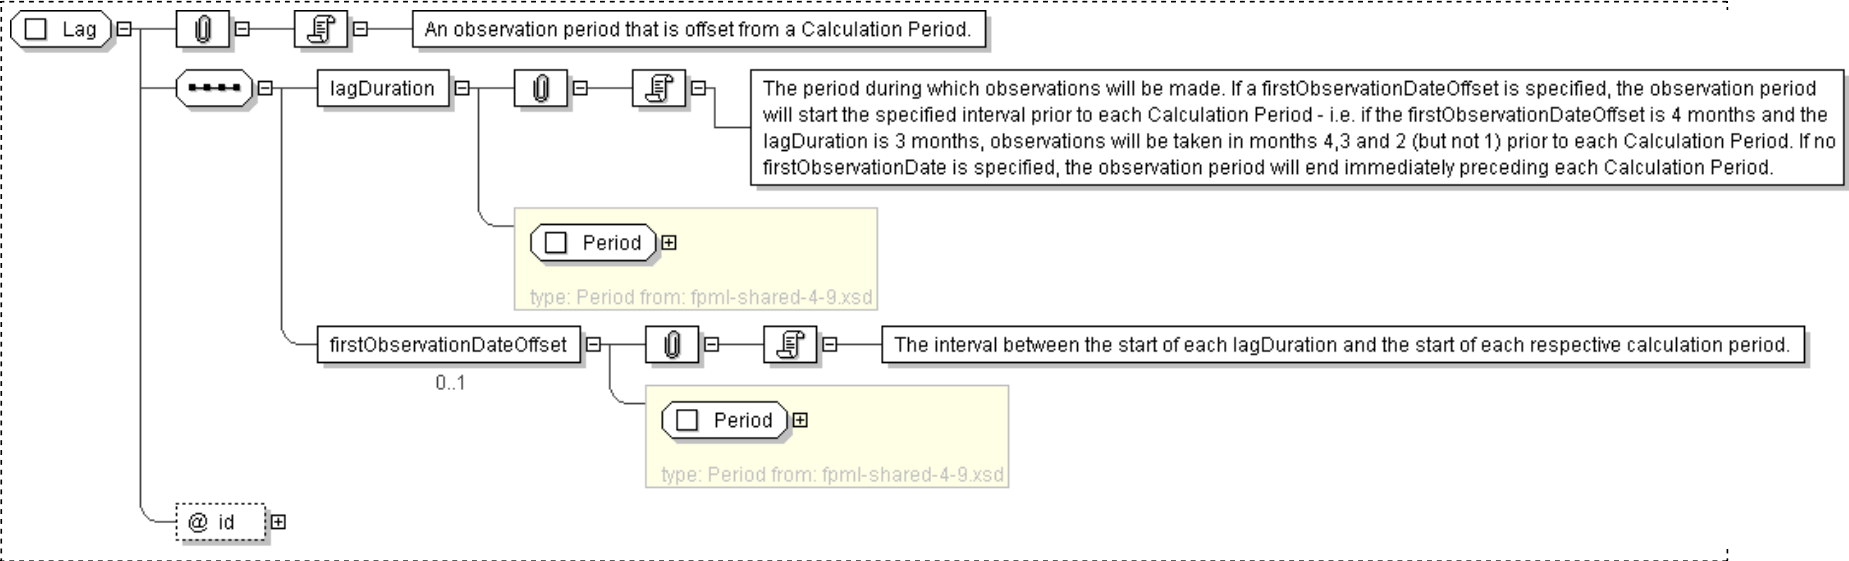 Lag
An observation period that is offset from a Calculation Period.
lagDuration
The period during which observations will be made. If a firstObservationDateOffset is specified, the observation period
will start the specified interval prior to each Calculation Period - i.e. if the firstObservationDateOffset is 4 months and the
lagDuration is 3 months, observations will be taken in months 4,3 and 2 (but not 1) prior to each Calculation Period. If no
firstObservationDate is specified, the observation period will end immediately preceding each Calculation Period.
Period
type: Period from: fpml-shared-4-9.xsd
firstObservationDateOffset
The interval between the start of each lagDuration and the start of each respective calculation period.
0..1
Period
type: Period from: fpml-shared-4-9.xsd
@ id